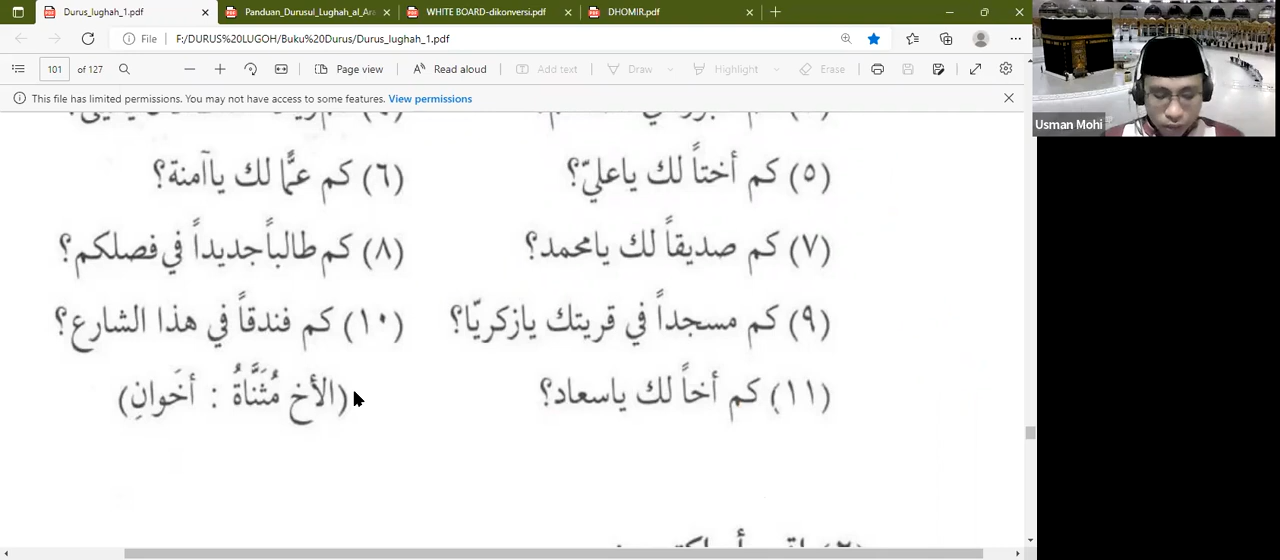 Durus_lughah_1.pdf
Panduan_Durusul_Lughah_al_Ara
WHITE BOARD-dikonversi.pdf
DHOMIR.pdf
File
F:/DURUS%20LUGOH/Buku%20Durus/Durus_lughah_1.pdf
101 of 127
Page view
Read aloud
Add text
Draw
Highlight
Erase
This file has limited permissions. You may not have access to some features. View permissions
Usman Mohi
(٥) كم أختاً لك ياعليّ؟ (٦) كم عمًّا لك ياآمنة؟
(٧) كم صديقاً لك يامحمد؟ (٨) كم طالباً جديداً في فصلكم؟
(٩) كم مسجداً في قريتك يازكريّا؟ (١٠) كم فندقاً في هذا الشارع؟
(١١) كم أخاً لك ياسعاد؟ (الأخ مُثَنَّاةُ : أخَوانِ)